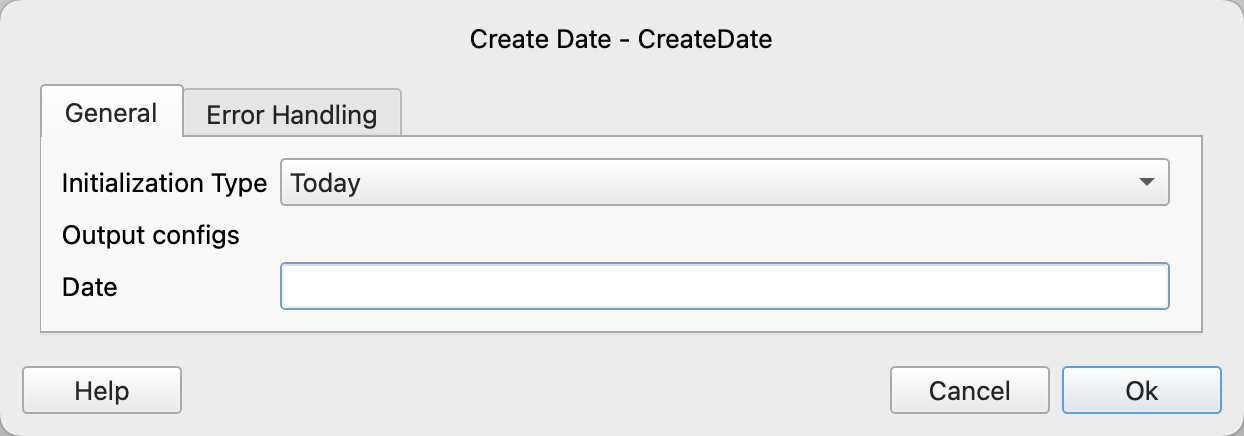 Create Date - CreateDate
General
Error Handling
Initialization Type
Today
Output configs
Date
Help
Cancel
Ok